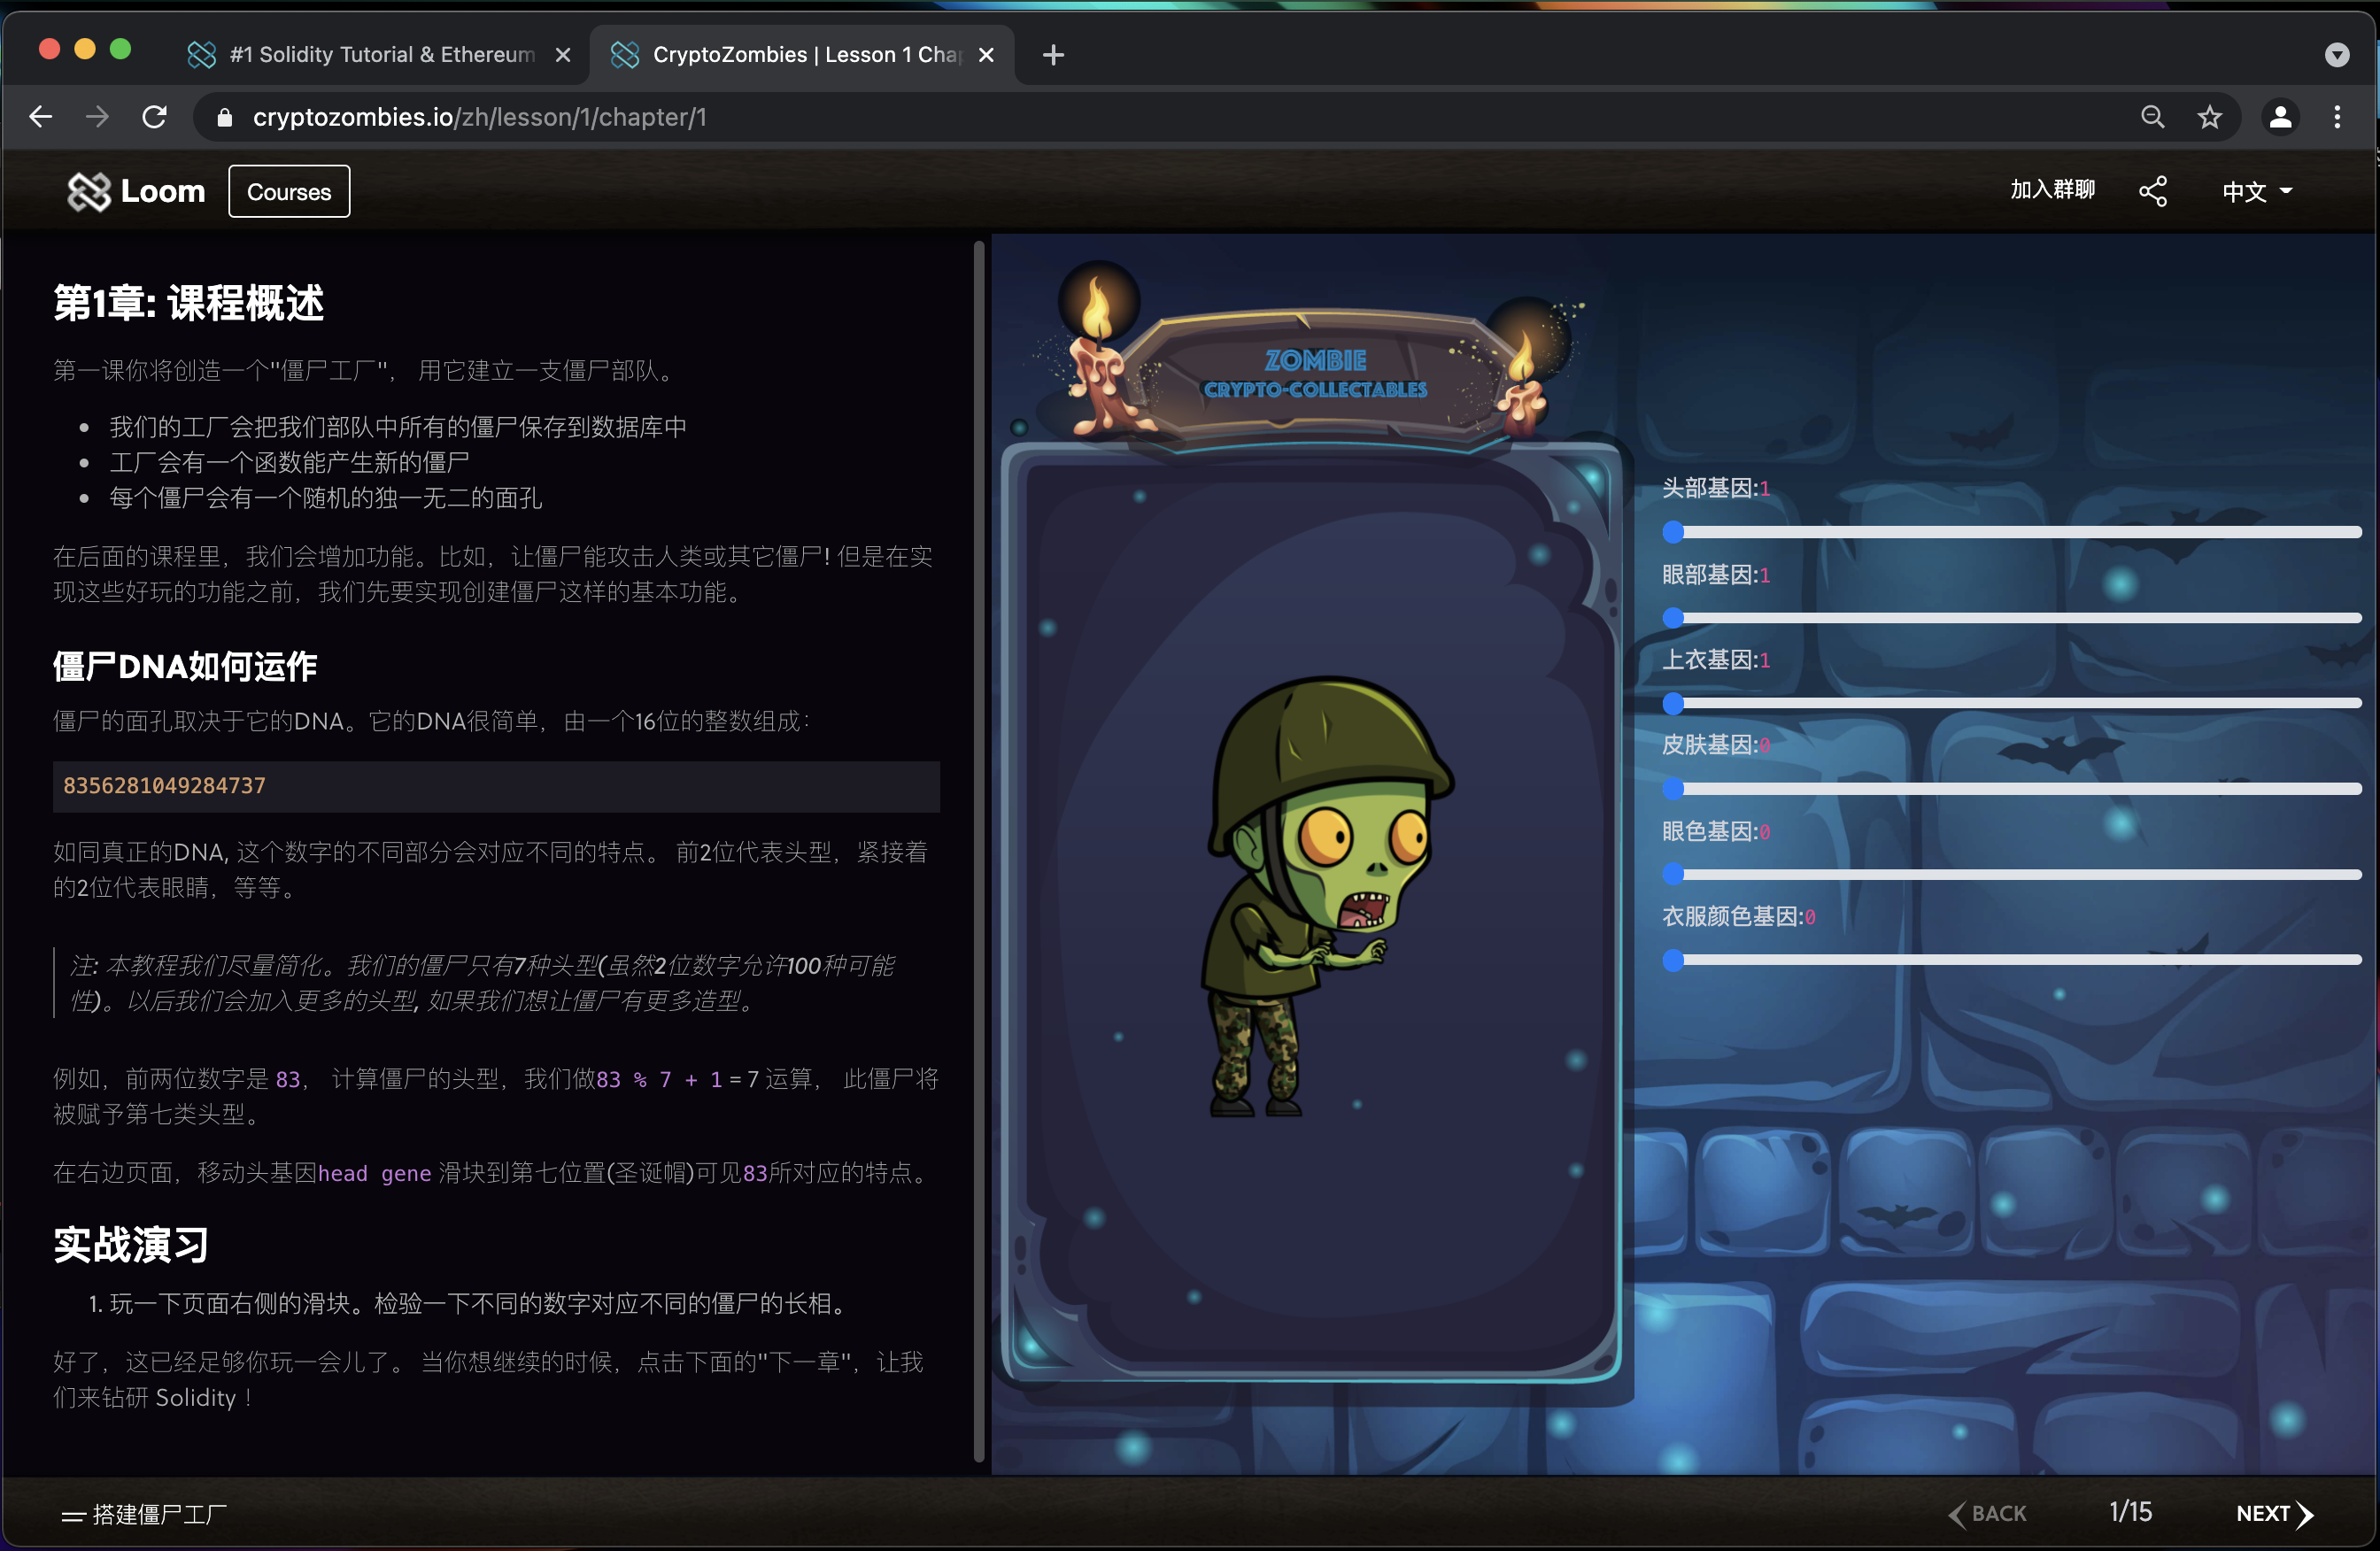 #1 Solidity Tutorial & Ethereum
CryptoZombies | Lesson 1 Cha
cryptozombies.io/zh/lesson/1/chapter/1
Loom
Courses
加入群聊
中文
第1章: 课程概述
第一课你将创造一个"僵尸工厂"， 用它建立一支僵尸部队。
我们的工厂会把我们部队中所有的僵尸保存到数据库中
工厂会有一个函数能产生新的僵尸
每个僵尸会有一个随机的独一无二的面孔
在后面的课程里，我们会增加功能。比如，让僵尸能攻击人类或其它僵尸! 但是在实
现这些好玩的功能之前，我们先要实现创建僵尸这样的基本功能。
僵尸DNA如何运作
僵尸的面孔取决于它的DNA。它的DNA很简单，由一个16位的整数组成：
8356281049284737
如同真正的DNA, 这个数字的不同部分会对应不同的特点。 前2位代表头型，紧接着
的2位代表眼睛，等等。
注: 本教程我们尽量简化。我们的僵尸只有7种头型(虽然2位数字允许100种可能
性)。以后我们会加入更多的头型, 如果我们想让僵尸有更多造型。
例如，前两位数字是 83， 计算僵尸的头型，我们做83 % 7 + 1 = 7 运算， 此僵尸将
被赋予第七类头型。
在右边页面，移动头基因head gene 滑块到第七位置(圣诞帽)可见83所对应的特点。
实战演习
1. 玩一下页面右侧的滑块。检验一下不同的数字对应不同的僵尸的长相。
好了，这已经足够你玩一会儿了。 当你想继续的时候，点击下面的"下一章"，让我
们来钻研 Solidity！
ZOMBIE
CRYPTO-COLLECTABLES
头部基因:1
眼部基因:1
上衣基因:1
皮肤基因:0
眼色基因:0
衣服颜色基因:0
搭建僵尸工厂
BACK
1/15
NEXT